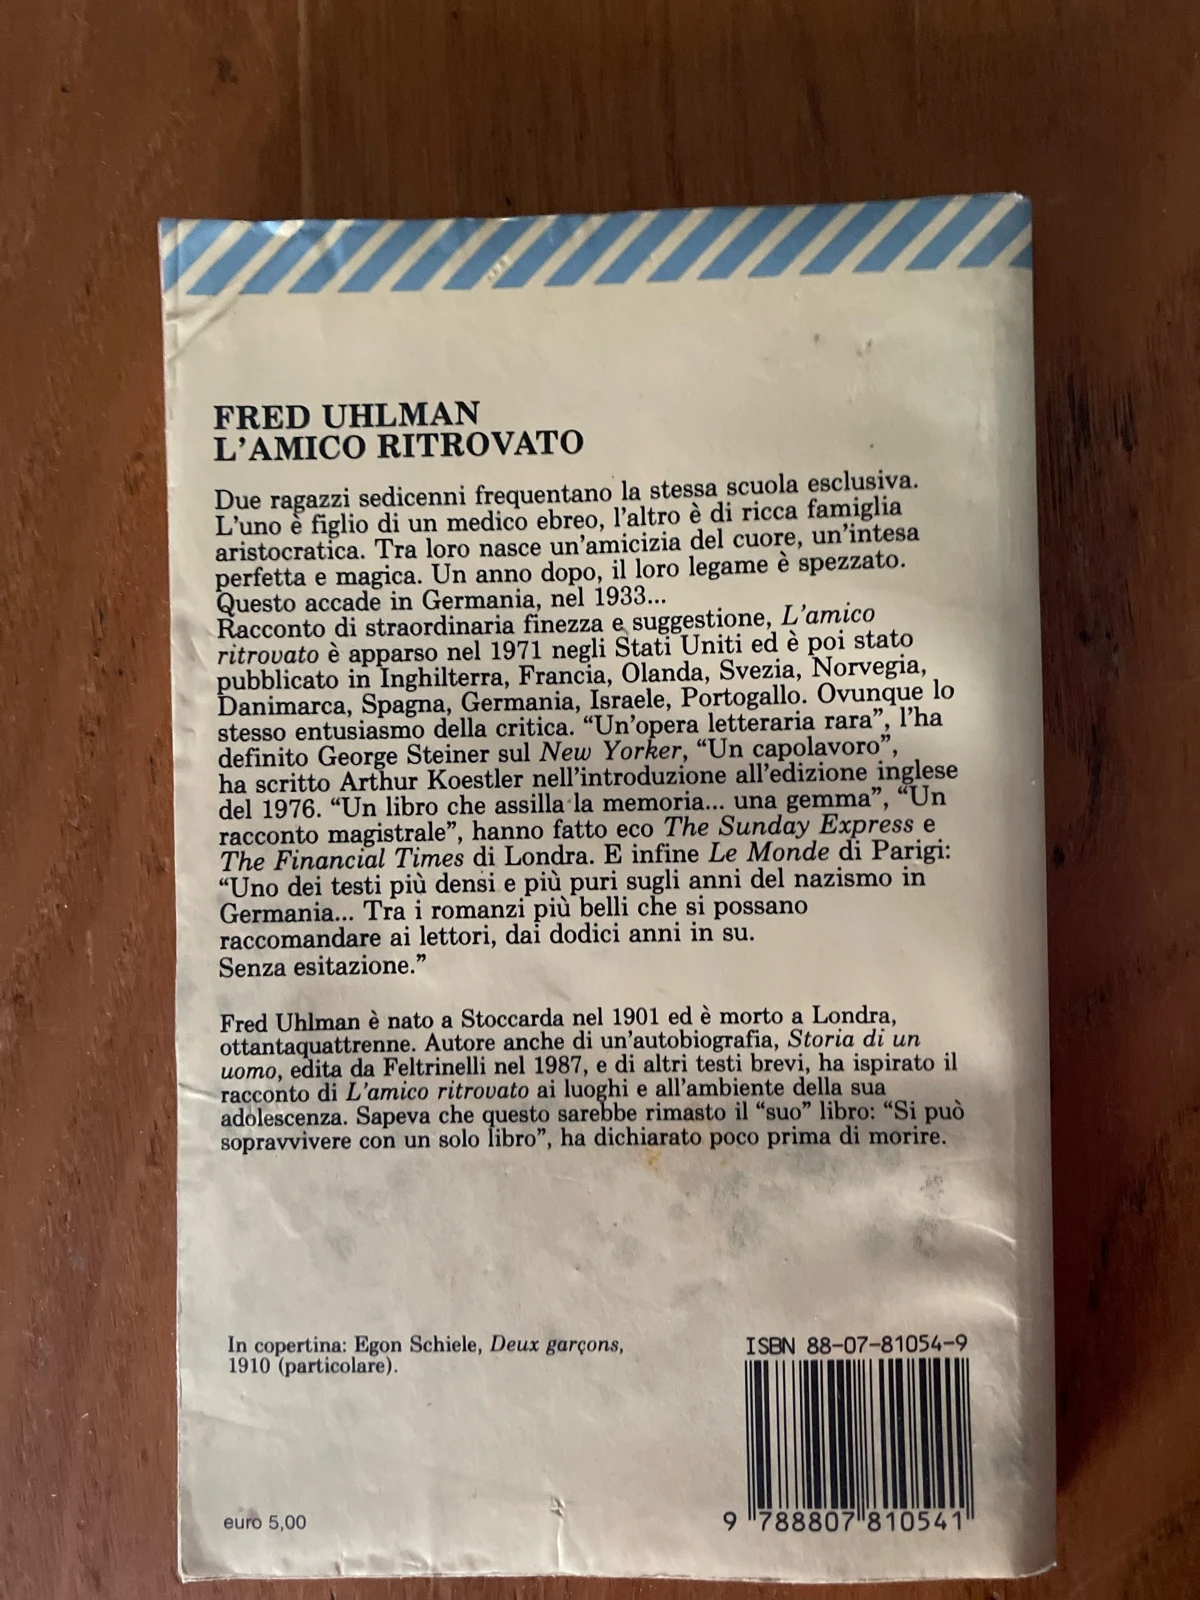 FRED UHLMAN
L'AMICO RITROVATO
Due ragazzi sedicenni frequentano la stessa scuola esclusiva.
L'uno è figlio di un medico ebreo, l'altro è di ricca famiglia
aristocratica. Tra loro nasce un'amicizia del cuore, un'intesa
perfetta e magica. Un anno dopo, il loro legame è spezzato.
Questo accade in Germania, nel 1933...
Racconto di straordinaria finezza e suggestione, L'amico
ritrovato è apparso nel 1971 negli Stati Uniti ed è poi stato
pubblicato in Inghilterra, Francia, Olanda, Svezia, Norvegia,
Danimarca, Spagna, Germania, Israele, Portogallo. Ovunque lo
stesso entusiasmo della critica. “Un'opera letteraria rara”, l'ha
definito George Steiner sul New Yorker, “Un capolavoro”,
ha scritto Arthur Koestler nell'introduzione all'edizione inglese
del 1976. “Un libro che assilla la memoria... una gemma”, “Un
racconto magistrale”, hanno fatto eco The Sunday Express e
The Financial Times di Londra. E infine Le Monde di Parigi:
“Uno dei testi più densi e più puri sugli anni del nazismo in
Germania... Tra i romanzi più belli che si possano
raccomandare ai lettori, dai dodici anni in su.
Senza esitazione.”
Fred Uhlman è nato a Stoccarda nel 1901 ed è morto a Londra,
ottantaquattrenne. Autore anche di un'autobiografia, Storia di un
uomo, edita da Feltrinelli nel 1987, e di altri testi brevi, ha ispirato il
racconto di L'amico ritrovato ai luoghi e all'ambiente della sua
adolescenza. Sapeva che questo sarebbe rimasto il “suo” libro: “Si può
sopravvivere con un solo libro”, ha dichiarato poco prima di morire.
In copertina: Egon Schiele, Deux garçons,
1910 (particolare).
ISBN 88-07-81054-9
9 788807 810541
euro 5,00